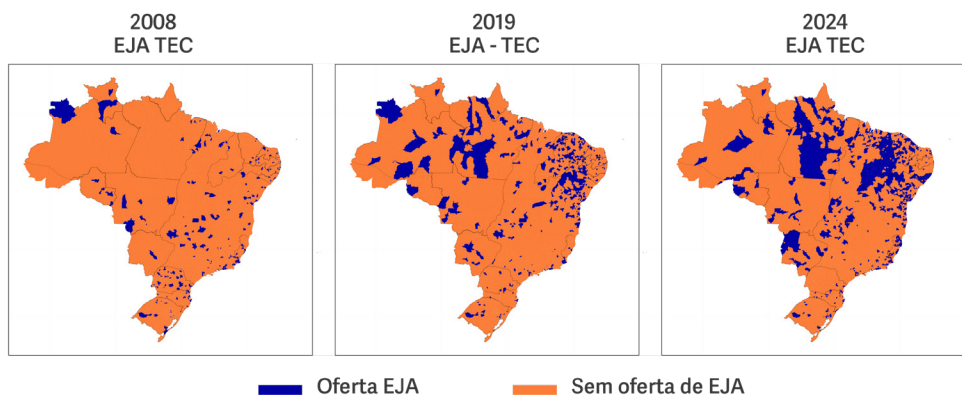 2008
EJA TEC
2019
EJA - TEC
2024
EJA TEC
Oferta EJA
Sem oferta de EJA